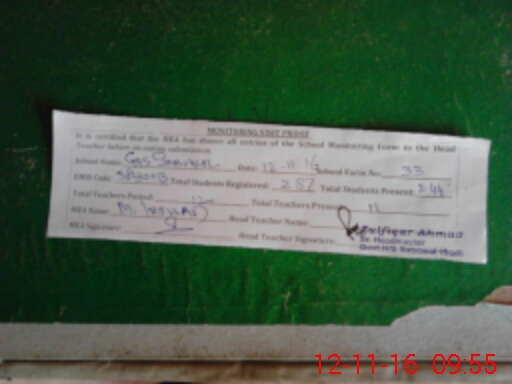 MONITORING VISIT PROOF
It is certified that the MEA has shown all entries of the School Monitoring Form to the Head
Teacher before in submission.
School Name: GBS Date: 12-11-16 School Form No: 33
EMIS Code: Total Students Registered: 257 Total Students Present: 244
Total Teachers Posted: 12 Total Teachers Present: 11
MEA Name: M. Head Teacher Name:
MEA Signature: Head Teacher Signature:
Zulfiqar Ahmad
Sr. Headmaster
12-11-16 09:55